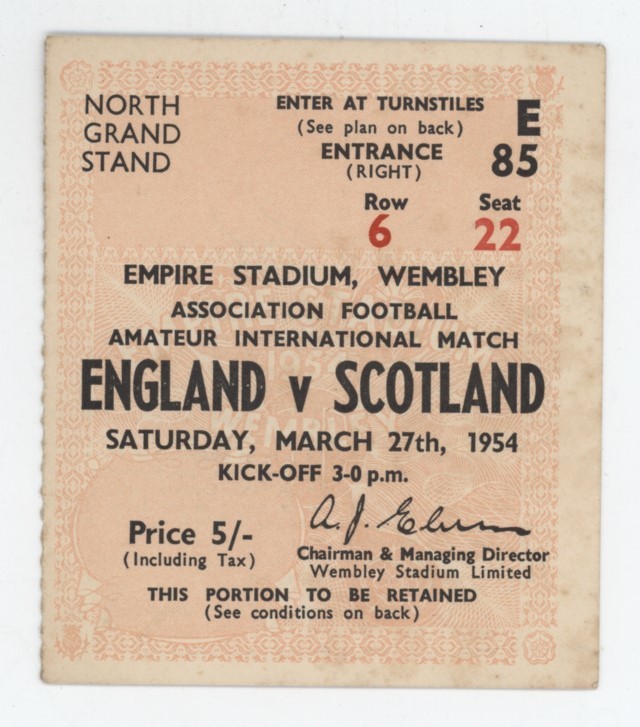 NORTH
GRAND
STAND
ENTER AT TURNSTILES
(See plan on back)
ENTRANCE
(RIGHT)
E
85
Row
6
Seat
22
EMPIRE STADIUM, WEMBLEY
ASSOCIATION FOOTBALL
AMATEUR INTERNATIONAL MATCH
ENGLAND v SCOTLAND
SATURDAY, MARCH 27th, 1954
KICK-OFF 3-0 p.m.
Price 5/-
(Including Tax)
A. J. Elvin
Chairman & Managing Director
Wembley Stadium Limited
THIS PORTION TO BE RETAINED
(See conditions on back)